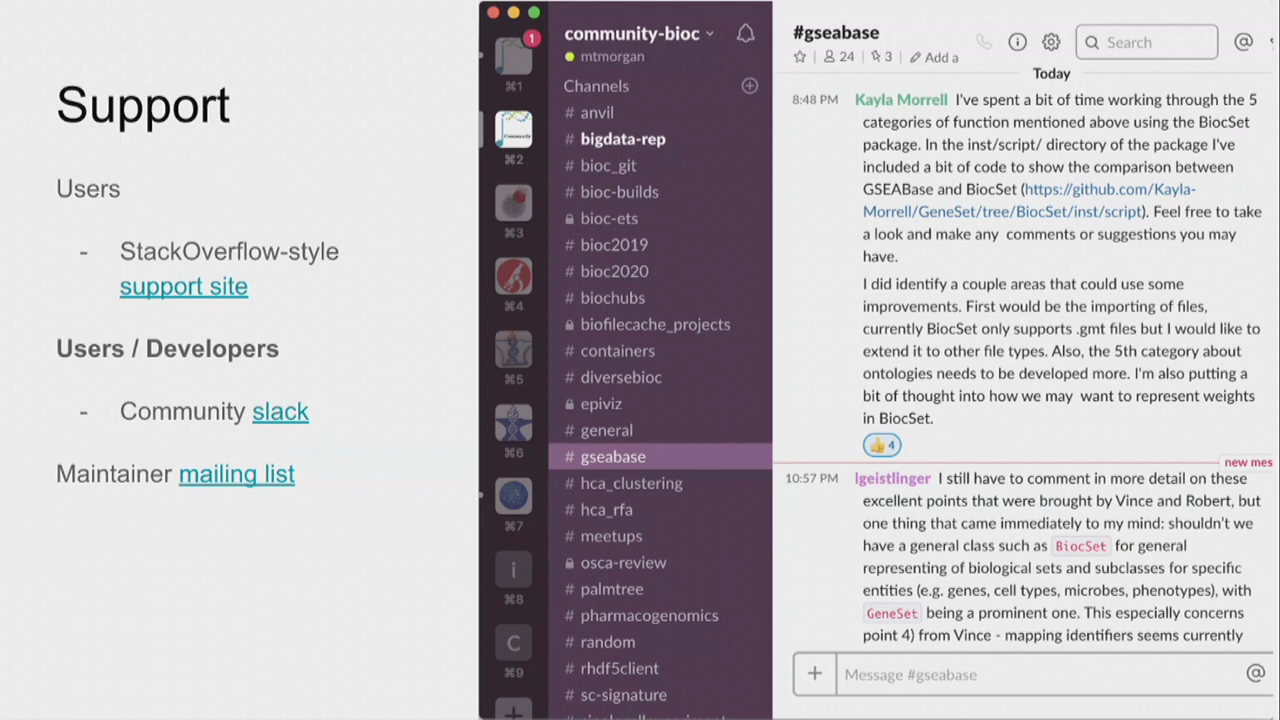 Support
Users
- StackOverflow-style
support site
Users / Developers
- Community slack
Maintainer mailing list
1
⌘1
Community
⌘2
⌘3
⌘4
⌘5
⌘6
⌘7
i
⌘8
C
⌘9
+
community-bioc
mtmorgan
Channels
# anvil
# bigdata-rep
# bioc_git
# bioc-builds
bioc-ets
# bioc2019
# bioc2020
# biochubs
biofilecache_projects
# containers
# diversebioc
epiviz
# general
# gseabase
# hca_clustering
# hca_rfa
# meetups
osca-review
# palmtree
# pharmacogenomics
# random
# rhdf5client
# sc-signature
#gseabase
24 | 3 | Add a
Search
@
Today
8:48 PM Kayla Morrell I've spent a bit of time working through the 5
categories of function mentioned above using the BiocSet
package. In the inst/script/ directory of the package I've
included a bit of code to show the comparison between
GSEABase and BiocSet (https://github.com/Kayla-
Morrell/GeneSet/tree/BiocSet/inst/script). Feel free to take
a look and make any comments or suggestions you may
have.
I did identify a couple areas that could use some
improvements. First would be the importing of files,
currently BiocSet only supports .gmt files but I would like to
extend it to other file types. Also, the 5th category about
ontologies needs to be developed more. I'm also putting a
bit of thought into how we may want to represent weights
in BiocSet.
👍 4
new mes
10:57 PM lgeistlinger I still have to comment in more detail on these
excellent points that were brought by Vince and Robert, but
one thing that came immediately to my mind: shouldn't we
have a general class such as BiocSet for general
representing of biological sets and subclasses for specific
entities (e.g. genes, cell types, microbes, phenotypes), with
GeneSet being a prominent one. This especially concerns
point 4) from Vince - mapping identifiers seems currently
+ Message #gseabase @